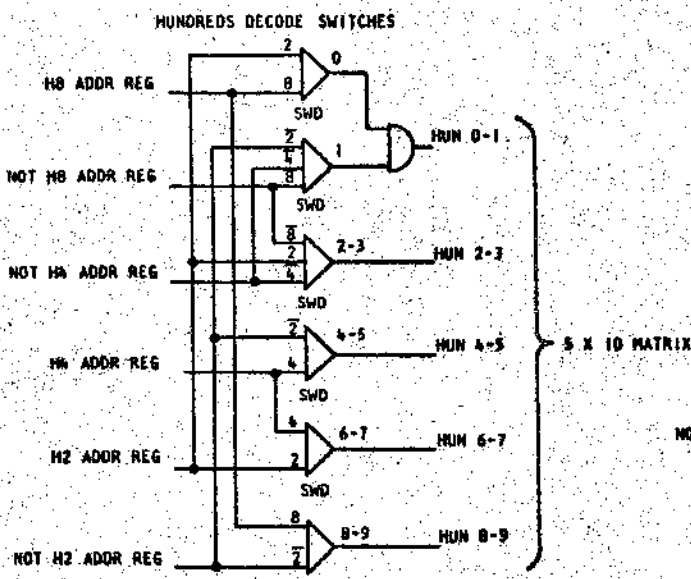 HUNDREDS DECODE SWITCHES
2
0
H8 ADDR REG
8
SWD
HUN 0-1
2̅
4̅
1
NOT H8 ADDR REG
8̅
SWD
8̅
2-3
2
HUN 2-3
NOT H4 ADDR REG
4̅
SWD
2̅
4-5
HUN 4-5
5 X 10 MATRIX
H4 ADDR REG
4
SWD
4
6-7
HUN 6-7
NO
H2 ADDR REG
2
SWD
8
8-9
HUN 8-9
NOT H2 ADDR REG
2̅